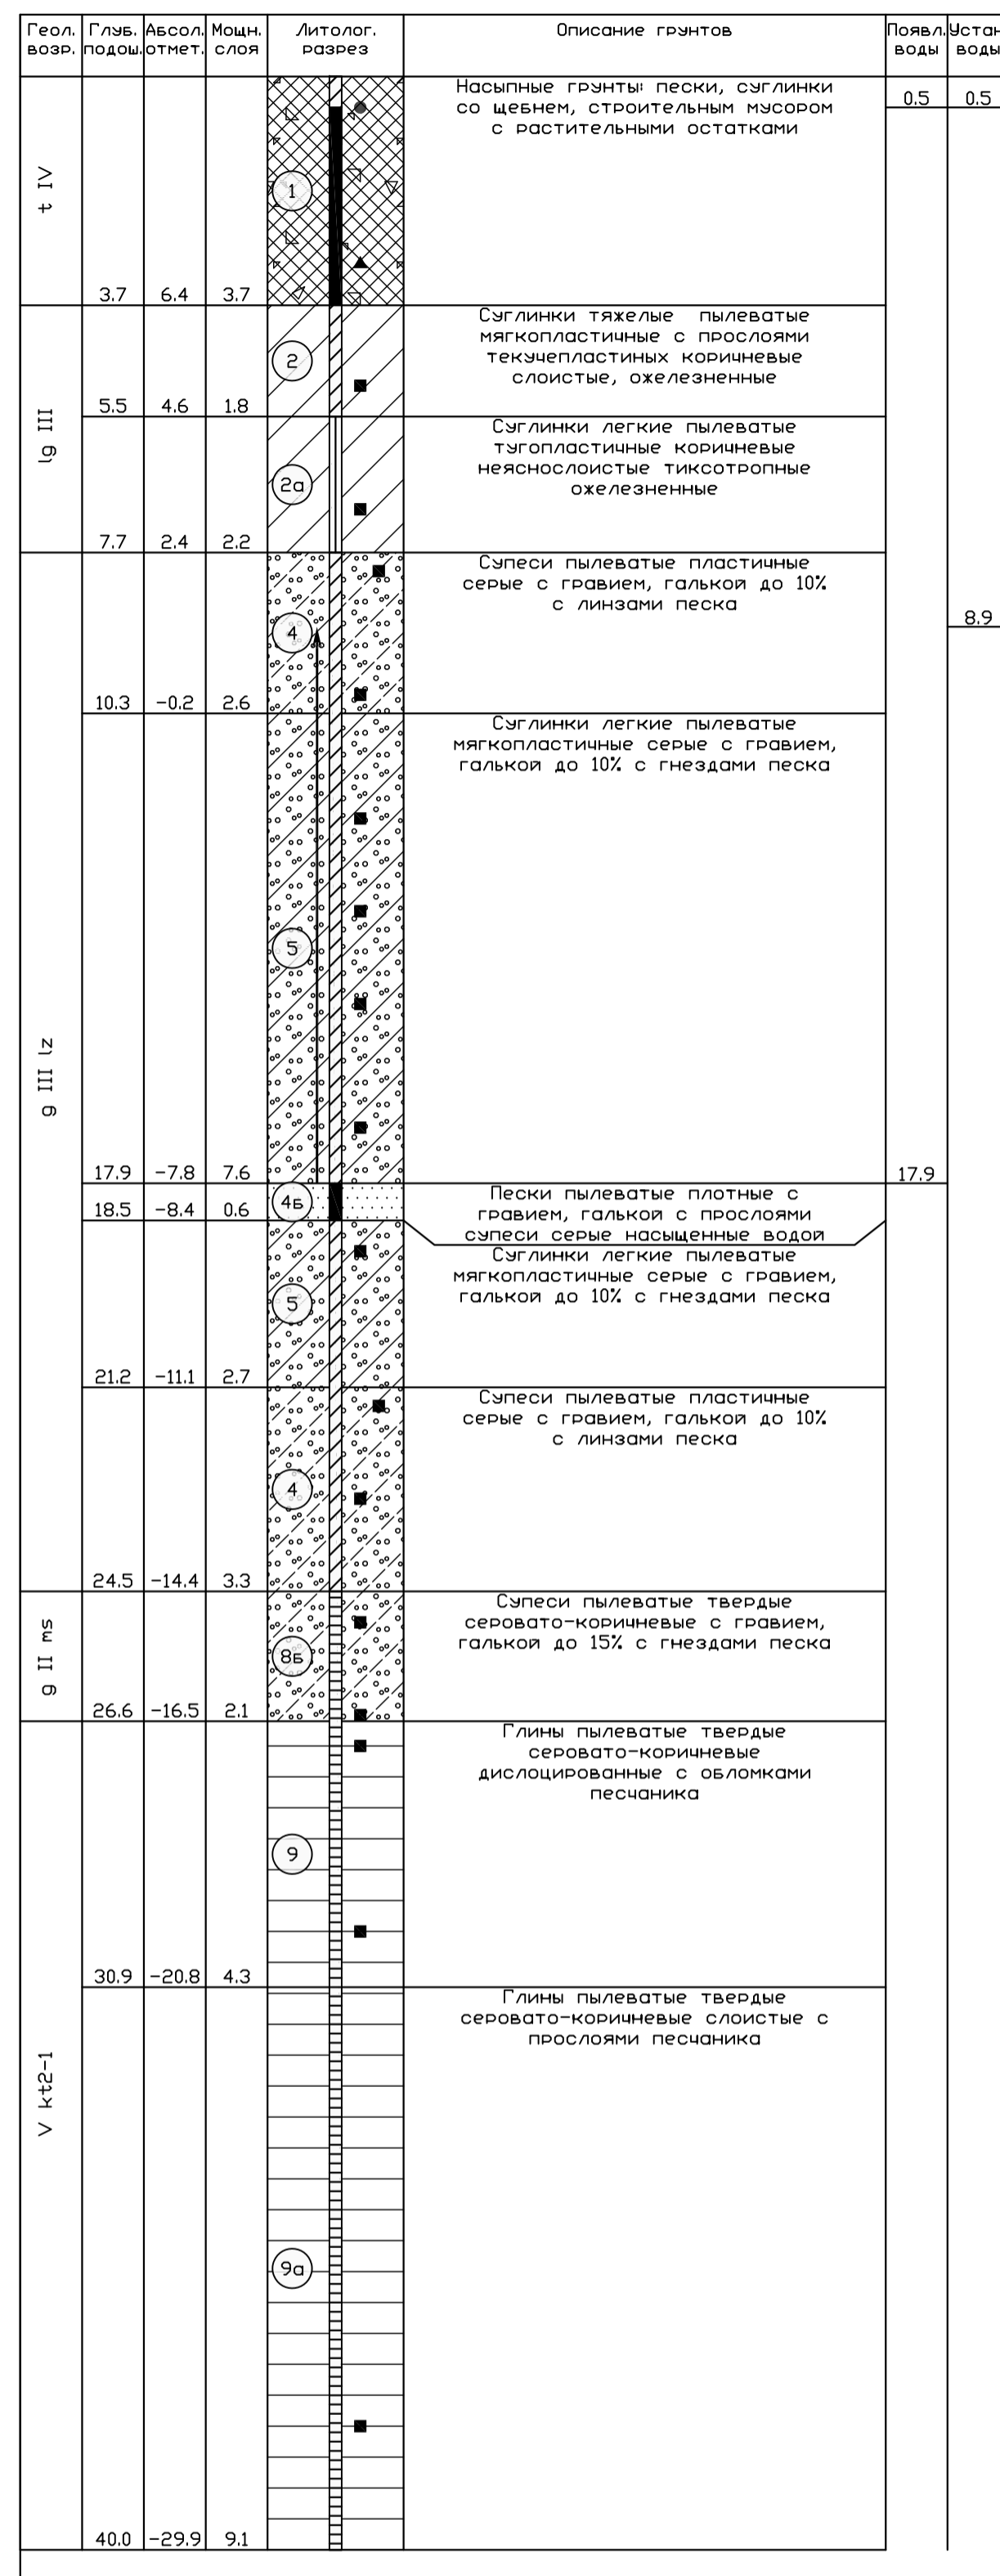 Геол. Глуб. Абсол. Мощн. Литолог. Описание грунтов Появл. Устан
возр. подош. отмет. слоя разрез воды воды
Насыпные грунты: пески, суглинки
0.5 0.5
со щебнем, строительным мусором
с растительными остатками
t IV
1
3.7 6.4 3.7
Суглинки тяжелые пылеватые
мягкопластичные с прослоями
текучепластиных коричневые
слоистые, ожелезненные
2
5.5 4.6 1.8
lg III
Суглинки легкие пылеватые
тугопластичные коричневые
неяснослоистые тиксотропные
ожелезненные
2а
7.7 2.4 2.2
Супеси пылеватые пластичные
серые с гравием, галькой до 10%
с линзами песка
8.9
4
10.3 -0.2 2.6
Суглинки легкие пылеватые
мягкопластичные серые с гравием,
галькой до 10% с гнездами песка
5
g III lz
17.9 -7.8 7.6
17.9
4Б
18.5 -8.4 0.6
Пески пылеватые плотные с
гравием, галькой с прослоями
супеси серые насыщенные водой
Суглинки легкие пылеватые
мягкопластичные серые с гравием,
галькой до 10% с гнездами песка
5
21.2 -11.1 2.7
Супеси пылеватые пластичные
серые с гравием, галькой до 10%
с линзами песка
4
24.5 -14.4 3.3
Супеси пылеватые твердые
серовато-коричневые с гравием,
галькой до 15% с гнездами песка
g II ms
8Б
26.6 -16.5 2.1
Глины пылеватые твердые
серовато-коричневые
дислоцированные с обломками
песчаника
9
30.9 -20.8 4.3
Глины пылеватые твердые
серовато-коричневые слоистые с
прослоями песчаника
V kt2-1
9а
40.0 -29.9 9.1